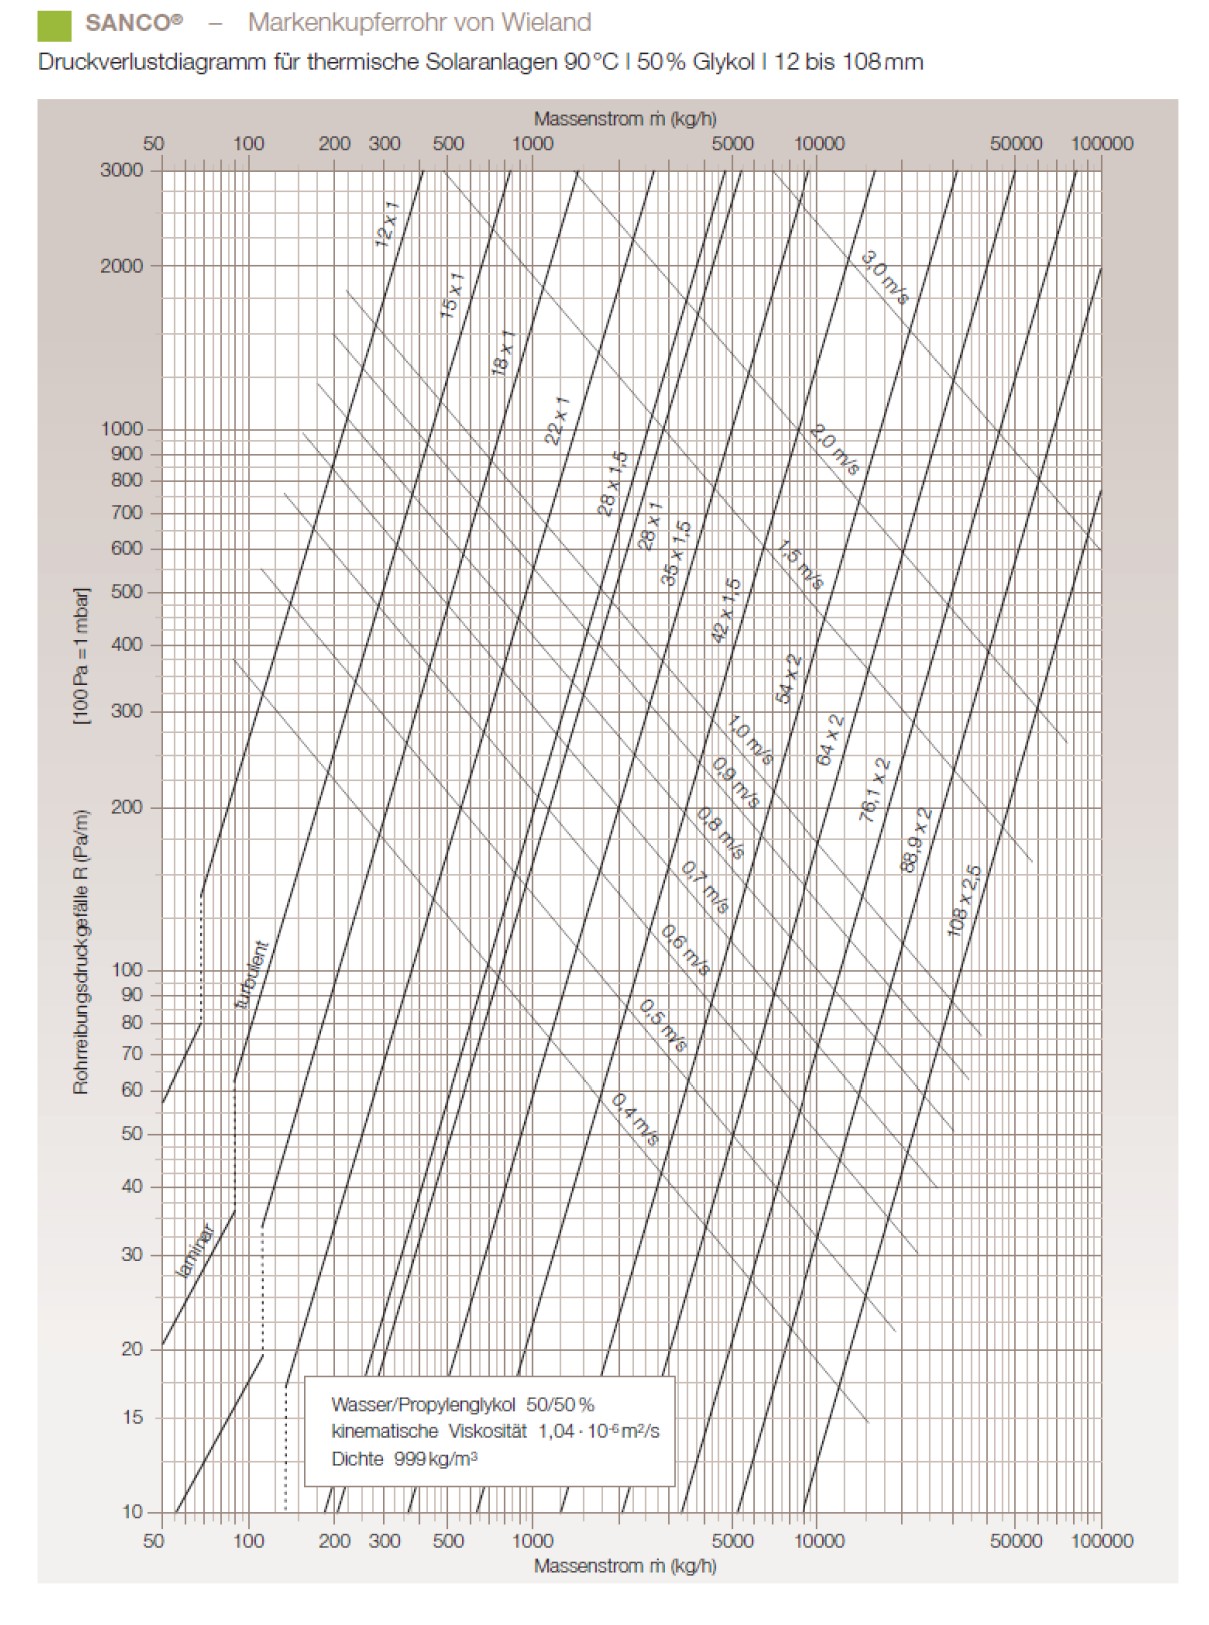 SANCO® – Markenkupferrohr von Wieland
Druckverlustdiagramm für thermische Solaranlagen 90°C I 50% Glykol I 12 bis 108mm
Massenstrom ṁ (kg/h)
50 100 200 300 500 1000 5000 10000 50000 100000
3000
2000
1000
900
800
700
600
500
400
300
200
100
90
80
70
60
50
40
30
20
15
10
Rohrreibungsdruckgefälle R (Pa/m) [100 Pa = 1 mbar]
12 x 1
15 x 1
18 x 1
22 x 1
28 x 1,5
28 x 1
35 x 1,5
42 x 1,5
54 x 2
64 x 2
76,1 x 2
88,9 x 2
108 x 2,5
3,0 m/s
2,0 m/s
1,5 m/s
1,0 m/s
0,9 m/s
0,8 m/s
0,7 m/s
0,6 m/s
0,5 m/s
0,4 m/s
turbulent
laminar
Wasser/Propylenglykol 50/50 %
kinematische Viskosität 1,04 · 10⁻⁶ m²/s
Dichte 999 kg/m³
50 100 200 300 500 1000 5000 10000 50000 100000
Massenstrom ṁ (kg/h)